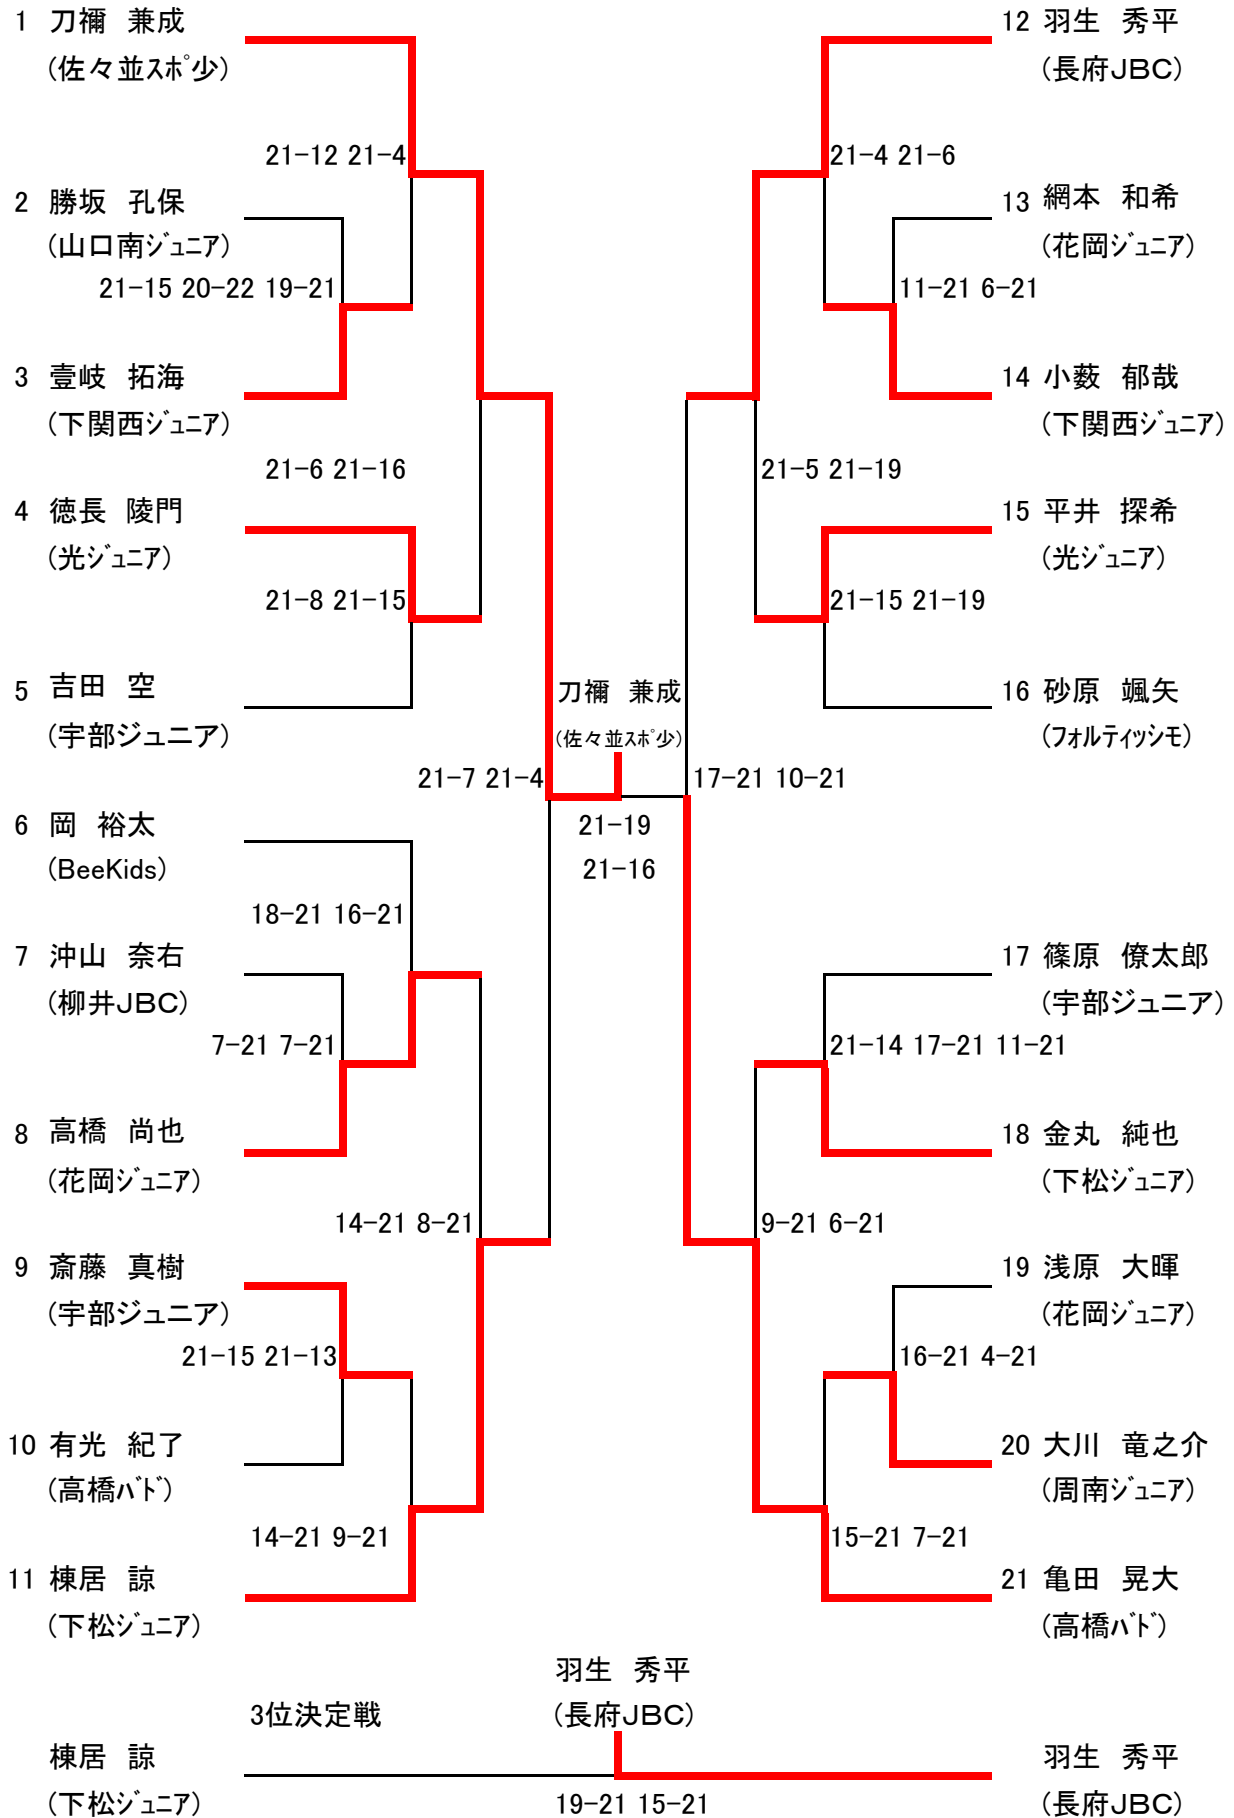 1 刀禰 兼成
(佐々並ｽﾎﾟ少)
21-12 21-4
2 勝坂 孔保
(山口南ｼﾞｭﾆｱ)
21-15 20-22 19-21
3 壹岐 拓海
(下関西ｼﾞｭﾆｱ)
21-6 21-16
4 徳長 陵門
(光ｼﾞｭﾆｱ)
21-8 21-15
5 吉田 空
(宇部ジュニア)
21-7 21-4
6 岡 裕太
(BeeKids)
18-21 16-21
7 沖山 奈右
(柳井JBC)
7-21 7-21
8 高橋 尚也
(花岡ｼﾞｭﾆｱ)
14-21 8-21
9 斎藤 真樹
(宇部ジュニア)
21-15 21-13
10 有光 紀了
(高橋ﾊﾞﾄﾞ)
14-21 9-21
11 棟居 諒
(下松ｼﾞｭﾆｱ)
刀禰 兼成
(佐々並ｽﾎﾟ少)
21-19
21-16
12 羽生 秀平
(長府JBC)
21-4 21-6
13 網本 和希
(花岡ｼﾞｭﾆｱ)
11-21 6-21
14 小薮 郁哉
(下関西ｼﾞｭﾆｱ)
21-5 21-19
15 平井 探希
(光ｼﾞｭﾆｱ)
21-15 21-19
16 砂原 颯矢
(ﾌｫﾙﾃｨｯｼﾓ)
17-21 10-21
17 篠原 僚太郎
(宇部ジュニア)
21-14 17-21 11-21
18 金丸 純也
(下松ｼﾞｭﾆｱ)
9-21 6-21
19 浅原 大暉
(花岡ｼﾞｭﾆｱ)
16-21 4-21
20 大川 竜之介
(周南ｼﾞｭﾆｱ)
15-21 7-21
21 亀田 晃大
(高橋ﾊﾞﾄﾞ)
3位決定戦
羽生 秀平
(長府JBC)
棟居 諒
(下松ｼﾞｭﾆｱ)
19-21 15-21
羽生 秀平
(長府JBC)